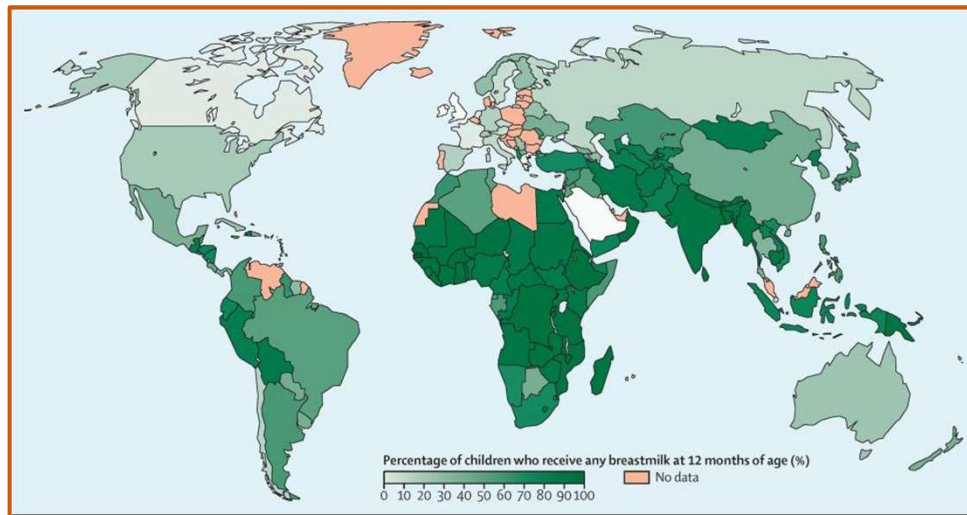 Percentage of children who receive any breastmilk at 12 months of age (%)
0 10 20 30 40 50 60 70 80 90 100
No data